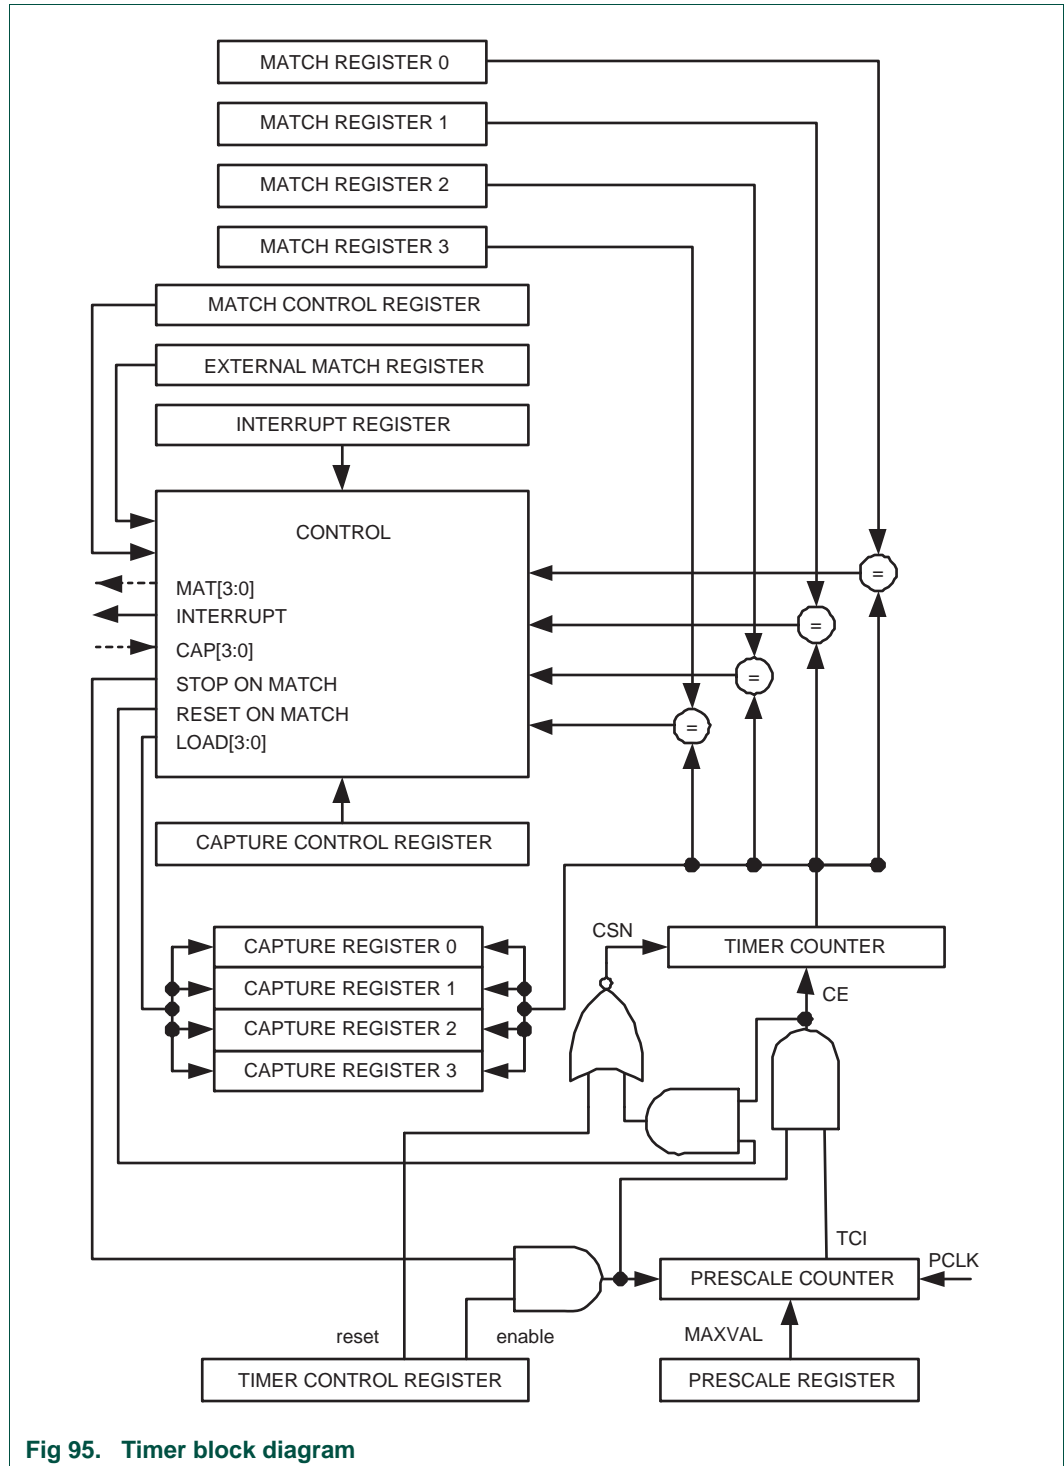 MATCH REGISTER 0
MATCH REGISTER 1
MATCH REGISTER 2
MATCH REGISTER 3
MATCH CONTROL REGISTER
EXTERNAL MATCH REGISTER
INTERRUPT REGISTER
CONTROL
=
=
=
=
MAT[3:0]
INTERRUPT
CAP[3:0]
STOP ON MATCH
RESET ON MATCH
LOAD[3:0]
CAPTURE CONTROL REGISTER
CAPTURE REGISTER 0
CAPTURE REGISTER 1
CAPTURE REGISTER 2
CAPTURE REGISTER 3
CSN
TIMER COUNTER
CE
TCI
PCLK
PRESCALE COUNTER
MAXVAL
PRESCALE REGISTER
reset
enable
TIMER CONTROL REGISTER
Fig 95. Timer block diagram